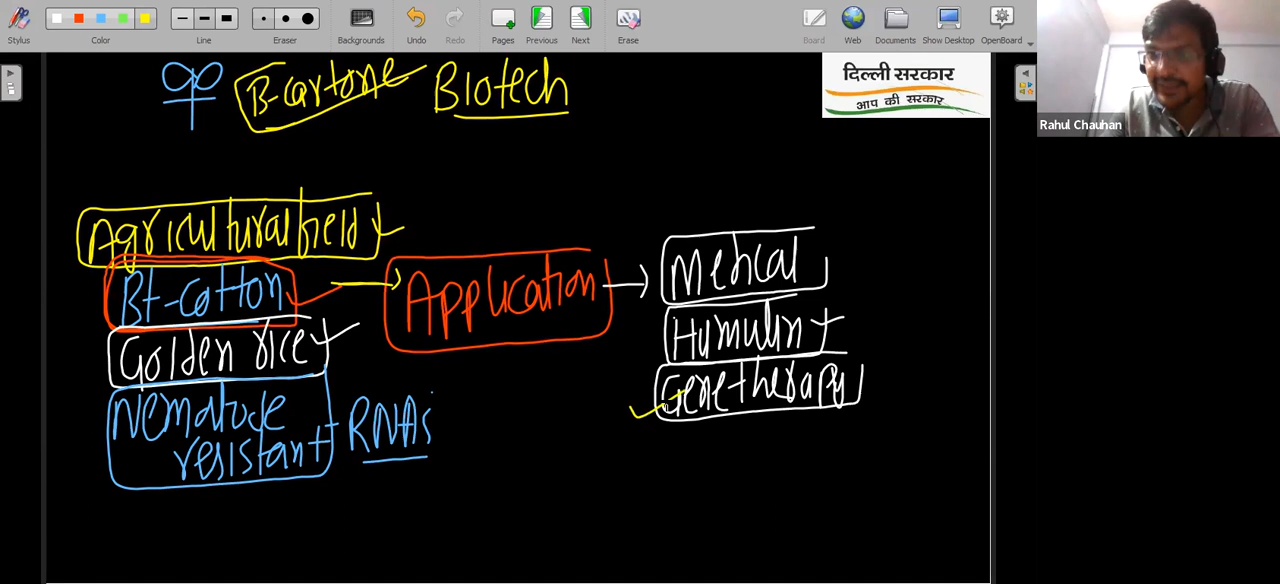 Stylus
Color
Line
Eraser
Backgrounds
Undo
Redo
Pages
Previous
Next
Erase
Board
Web
Documents
Show Desktop
OpenBoard
Rahul Chauhan
दिल्ली सरकार
आप की सरकार
B-cartone Biotech
Agricultural field
Bt-cotton
Golden rice
Nematode
resistant
RNAi
Application
Medical
Humulin
Gene therapy